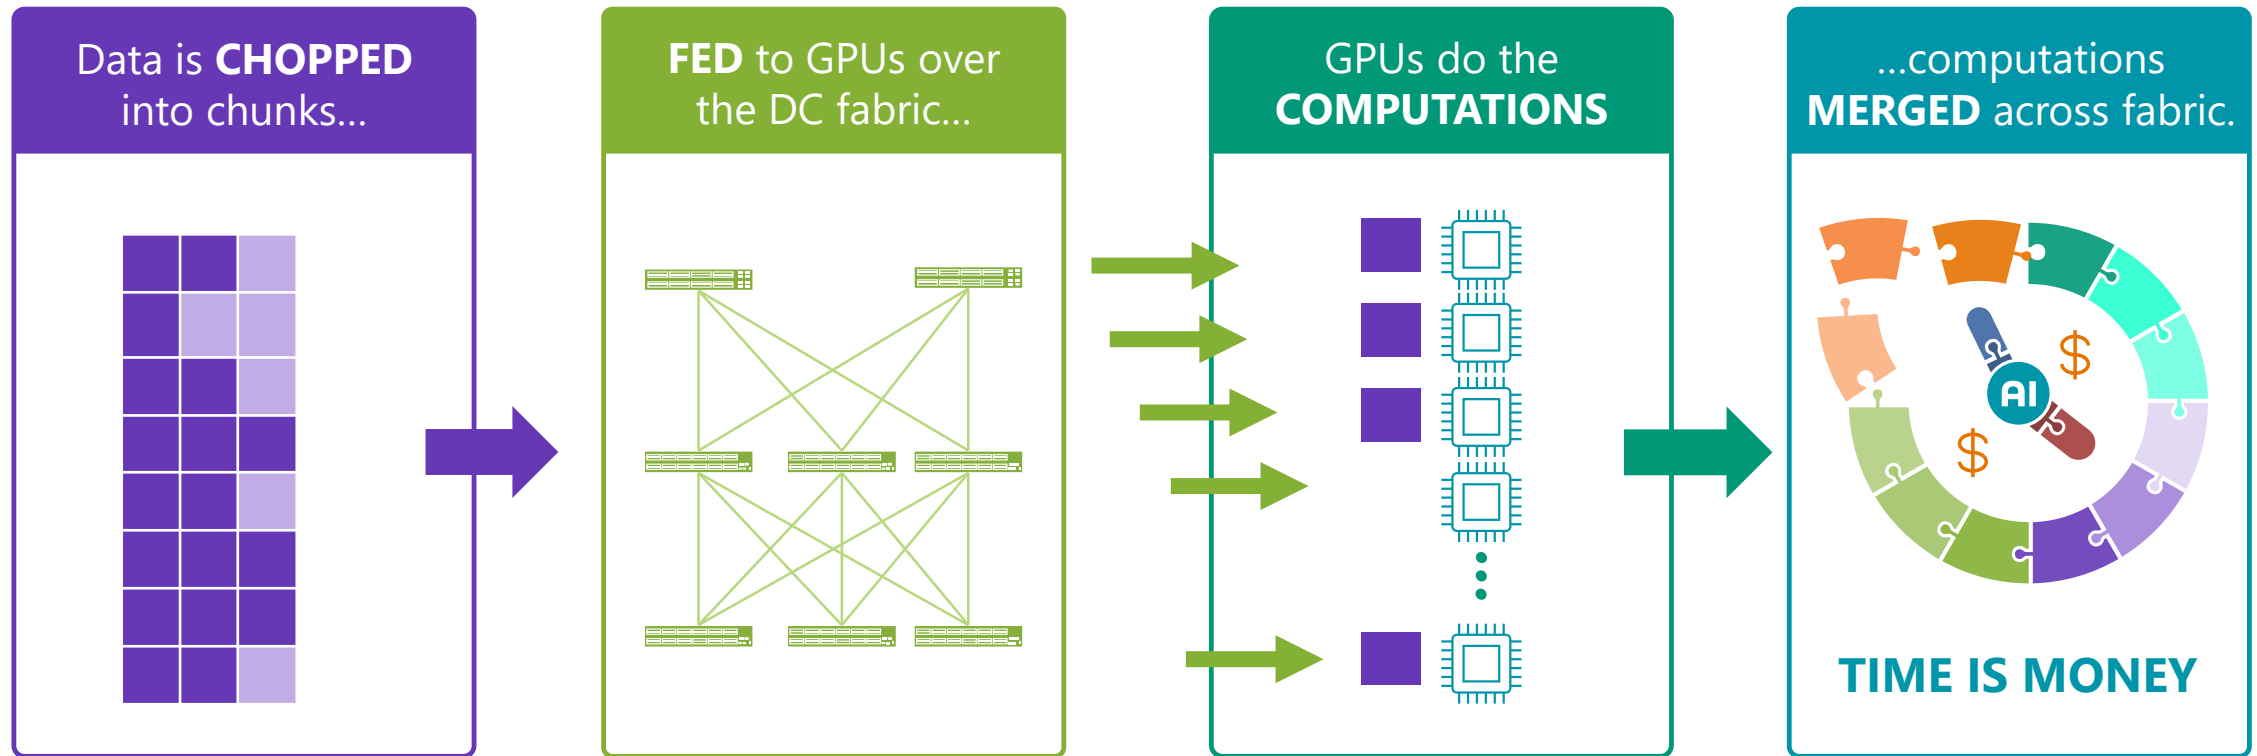 Data is CHOPPED
into chunks...
FED to GPUs over
the DC fabric...
GPUs do the
COMPUTATIONS
...computations
MERGED across fabric.
$
AI
$
TIME IS MONEY